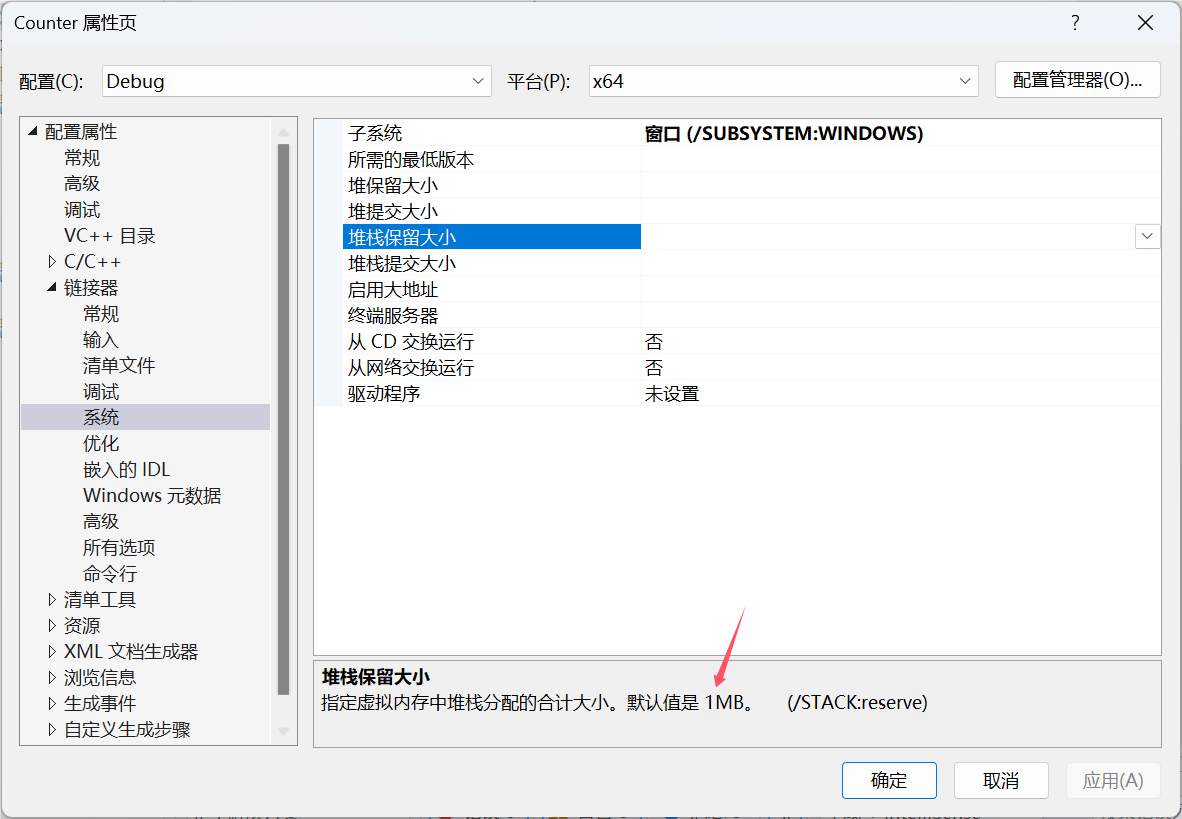 Counter 属性页
?
配置(C): Debug 平台(P): x64 配置管理器(O)...
配置属性
常规
高级
调试
VC++ 目录
C/C++
链接器
常规
输入
清单文件
调试
系统
优化
嵌入的 IDL
Windows 元数据
高级
所有选项
命令行
清单工具
资源
XML 文档生成器
浏览信息
生成事件
自定义生成步骤
子系统 窗口 (/SUBSYSTEM:WINDOWS)
所需的最低版本
堆保留大小
堆提交大小
堆栈保留大小
堆栈提交大小
启用大地址
终端服务器
从 CD 交换运行 否
从网络交换运行 否
驱动程序 未设置
堆栈保留大小
指定虚拟内存中堆栈分配的合计大小。默认值是 1MB。 (/STACK:reserve)
确定 取消 应用(A)